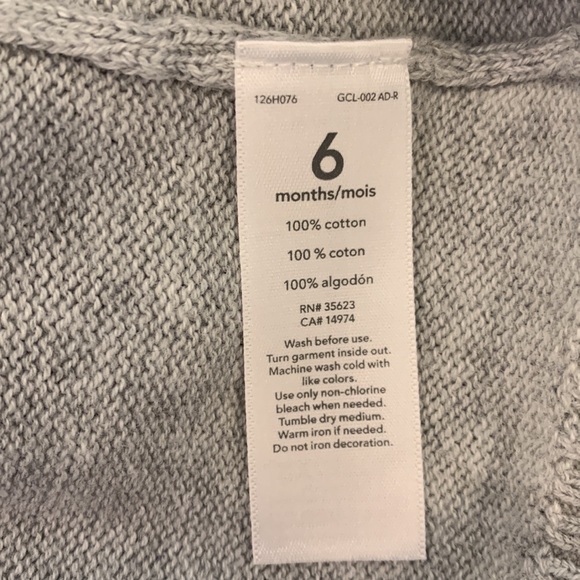 126H076 GCL-002 AD-R
6
months/mois
100% cotton
100 % coton
100% algodón
RN# 35623
CA# 14974
Wash before use.
Turn garment inside out.
Machine wash cold with
like colors.
Use only non-chlorine
bleach when needed.
Tumble dry medium.
Warm iron if needed.
Do not iron decoration.